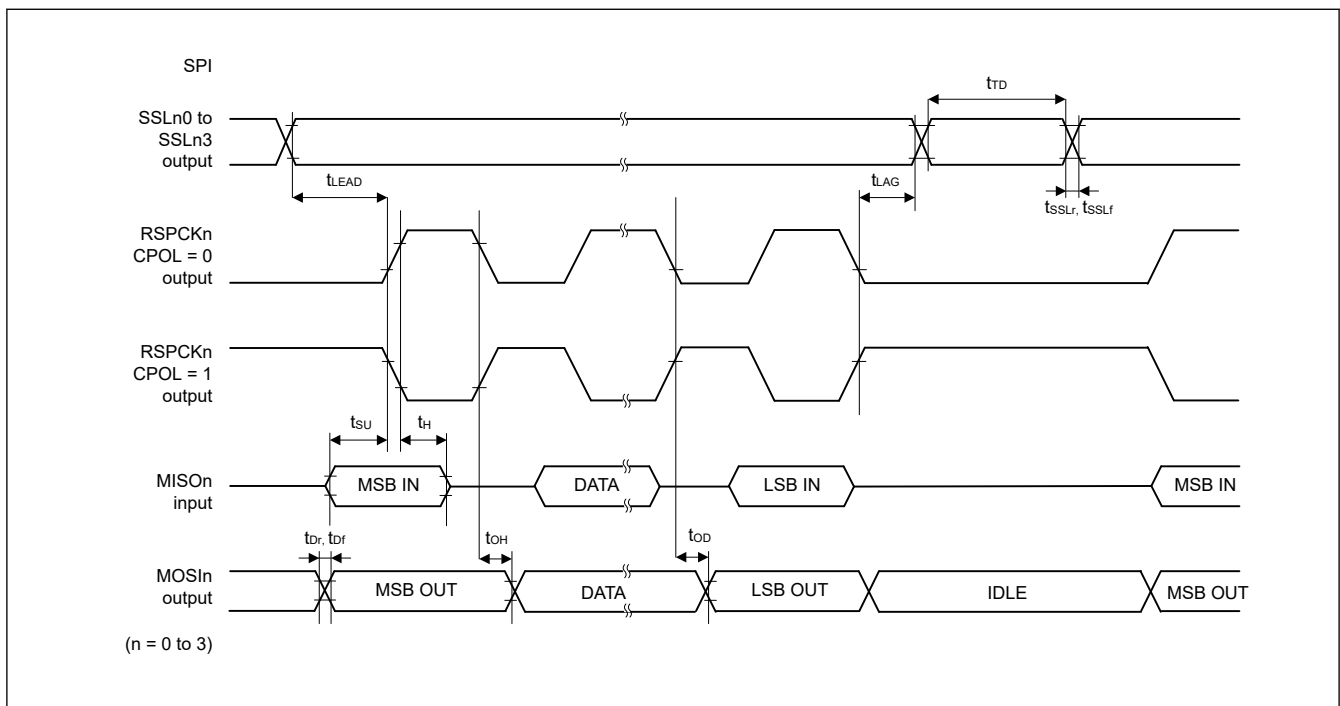 SPI
tTD
SSLn0 to
SSLn3
output
tLEAD
tLAG
tSSLr, tSSLf
RSPCKn
CPOL = 0
output
RSPCKn
CPOL = 1
output
tSU
tH
MISOn
input
MSB IN
DATA
LSB IN
MSB IN
tDr, tDf
tOH
tOD
MOSIn
output
MSB OUT
DATA
LSB OUT
IDLE
MSB OUT
(n = 0 to 3)